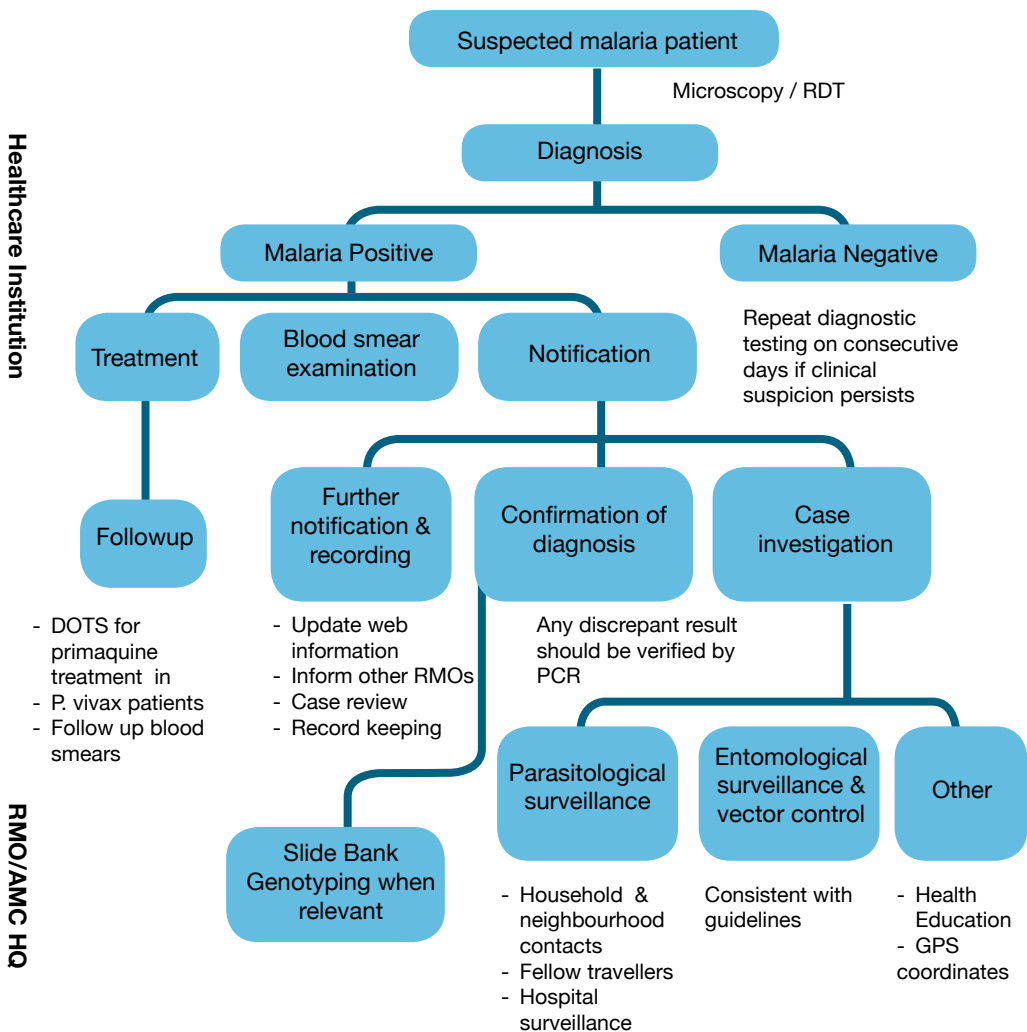 Suspected malaria patient
Microscopy / RDT
Diagnosis
Healthcare Institution
Malaria Positive
Malaria Negative
Treatment
Blood smear
examination
Notification
Repeat diagnostic
testing on consecutive
days if clinical
suspicion persists
Followup
Further
notification &
recording
Confirmation of
diagnosis
Case
investigation
- DOTS for
primaquine
treatment in
- P. vivax patients
- Follow up blood
smears
- Update web
information
- Inform other RMOs
- Case review
- Record keeping
Any discrepant result
should be verified by
PCR
RMO/AMC HQ
Slide Bank
Genotyping when
relevant
Parasitological
surveillance
Entomological
surveillance &
vector control
Other
- Household &
neighbourhood
contacts
- Fellow travellers
- Hospital
surveillance
Consistent with
guidelines
- Health
Education
- GPS
coordinates